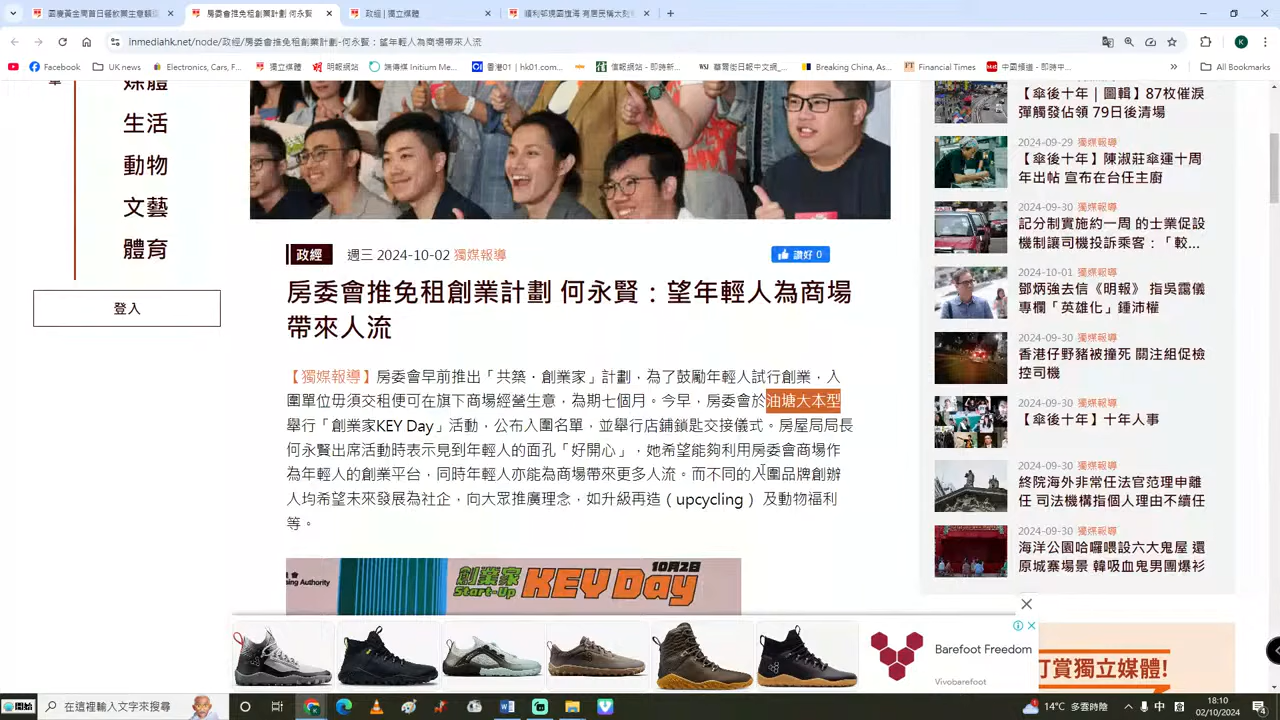 國慶黃金周首日餐飲業生意額
房委會推免租創業計劃 何永賢
政經 | 獨立媒體
順利邨掛國旗海 有居民稱太刻
inmediahk.net/node/政經/房委會推免租創業計劃-何永賢：望年輕人為商場帶來人流
Facebook
UK news
Electronics, Cars, F...
獨立媒體
明報網站
端傳媒 Initium Me...
香港01 | hk01.com...
信報網站 - 即時新...
華爾街日報中文網...
Breaking China, As...
Financial Times
中國經維 - 即時中...
All Bookmarks
媒體
生活
動物
文藝
體育
登入
政經
週三 2024-10-02 獨媒報導
讚好 0
房委會推免租創業計劃 何永賢：望年輕人為商場
帶來人流
【獨媒報導】房委會早前推出「共築・創業家」計劃，為了鼓勵年輕人試行創業，入
圍單位毋須交租便可在旗下商場經營生意，為期七個月。今早，房委會於油塘大本型
舉行「創業家KEY Day」活動，公布入圍名單，並舉行店鋪鎖匙交接儀式。房屋局局長
何永賢出席活動時表示見到年輕人的面孔「好開心」，她希望能夠利用房委會商場作
為年輕人的創業平台，同時年輕人亦能為商場帶來更多人流。而不同的入圍品牌創辦
人均希望未來發展為社企，向大眾推廣理念，如升級再造（upcycling）及動物福利
等。
sing Authority
創業家
Start-Up
KEY Day
10月2日
【傘後十年｜圖輯】87枚催淚
彈觸發佔領 79日後清場
2024-09-29 獨媒報導
【傘後十年】陳淑莊傘運十周
年出帖 宣布在台任主廚
2024-09-30 獨媒報導
記分制實施約一周 的士業促設
機制讓司機投訴乘客：「較...
2024-10-01 獨媒報導
鄧炳強去信《明報》 指吳靄儀
專欄「英雄化」鍾沛權
2024-09-30 獨媒報導
香港仔野豬被撞死 關注組促檢
控司機
2024-09-30 獨媒報導
【傘後十年】十年人事
2024-09-30 獨媒報導
終院海外非常任法官范理申離
任 司法機構指個人理由不續任
2024-09-30 獨媒報導
海洋公園哈囉喂設六大鬼屋 還
原城寨場景 韓吸血鬼男團爆衫
Barefoot Freedom
Vivobarefoot
訂賞獨立媒體!
開始
在這裡輸入文字來搜尋
14°C 多雲時陰
中
18:10
02/10/2024